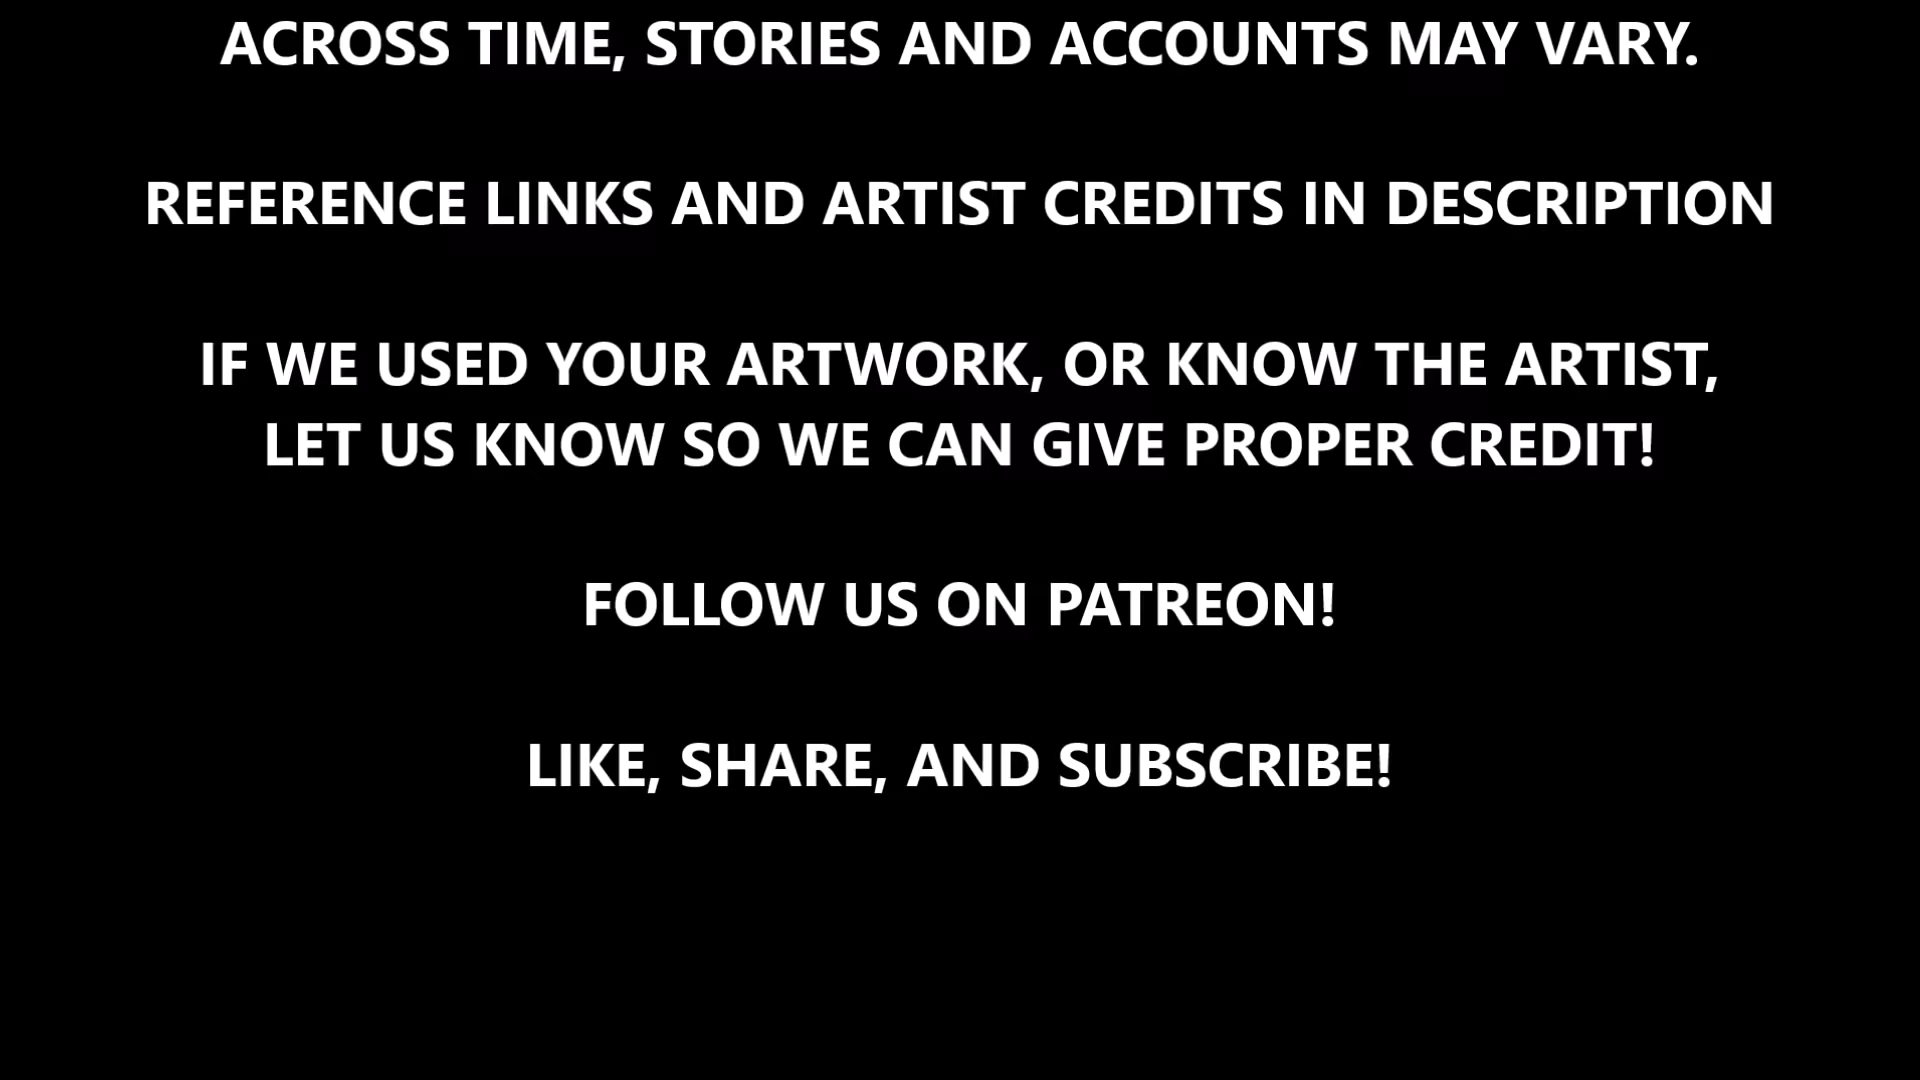 ACROSS TIME, STORIES AND ACCOUNTS MAY VARY.
REFERENCE LINKS AND ARTIST CREDITS IN DESCRIPTION
IF WE USED YOUR ARTWORK, OR KNOW THE ARTIST,
LET US KNOW SO WE CAN GIVE PROPER CREDIT!
FOLLOW US ON PATREON!
LIKE, SHARE, AND SUBSCRIBE!